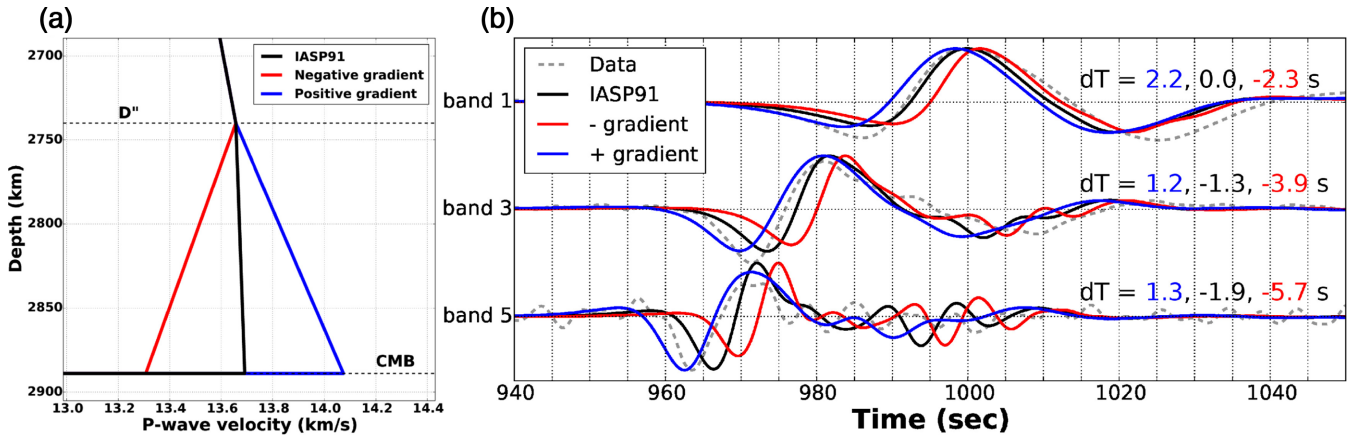 (a)
2700
2750
2800
2850
2900
Depth (km)
IASP91
Negative gradient
Positive gradient
D"
CMB
13.0 13.2 13.4 13.6 13.8 14.0 14.2 14.4
P-wave velocity (km/s)
(b)
Data
IASP91
- gradient
+ gradient
band 1
dT = 2.2, 0.0, -2.3 s
band 3
dT = 1.2, -1.3, -3.9 s
band 5
dT = 1.3, -1.9, -5.7 s
940 960 980 1000 1020 1040
Time (sec)